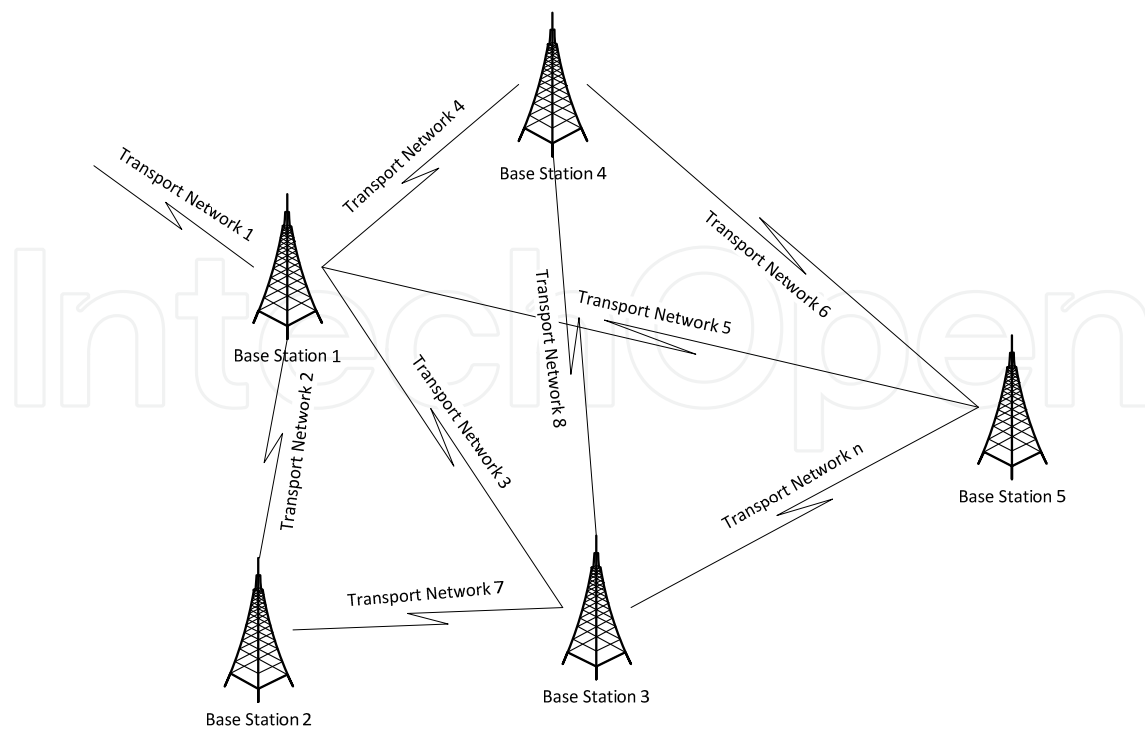 Transport Network 4
Base Station 4
Transport Network 1
Transport Network 6
Transport Network 5
Transport Network 8
Base Station 1
Transport Network 2
Transport Network 3
IntechOpen
Transport Network n
Base Station 5
Transport Network 7
Base Station 3
Base Station 2